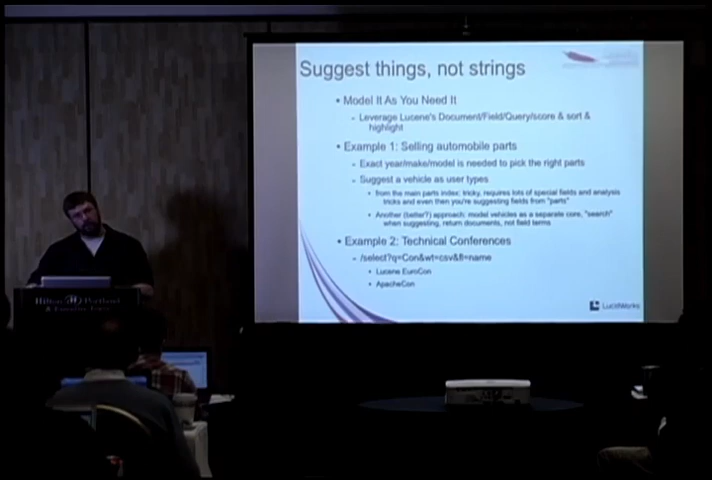 Suggest things, not strings
• Model It As You Need It
– Leverage Lucene's Document/Field/Query/score & sort &
highlight
• Example 1: Selling automobile parts
– Exact year/make/model is needed to pick the right parts
– Suggest a vehicle as user types
• from the main parts index: tricky, requires lots of special fields and analysis
tricks and even then you're suggesting fields from "parts"
• Another (better?) approach: model vehicles as a separate core, "search"
when suggesting, return documents, not field terms
• Example 2: Technical Conferences
– /select?q=Con&wt=csv&fl=name
• Lucene EuroCon
• ApacheCon
LucidWorks
Hilton Portland
& Executive Tower